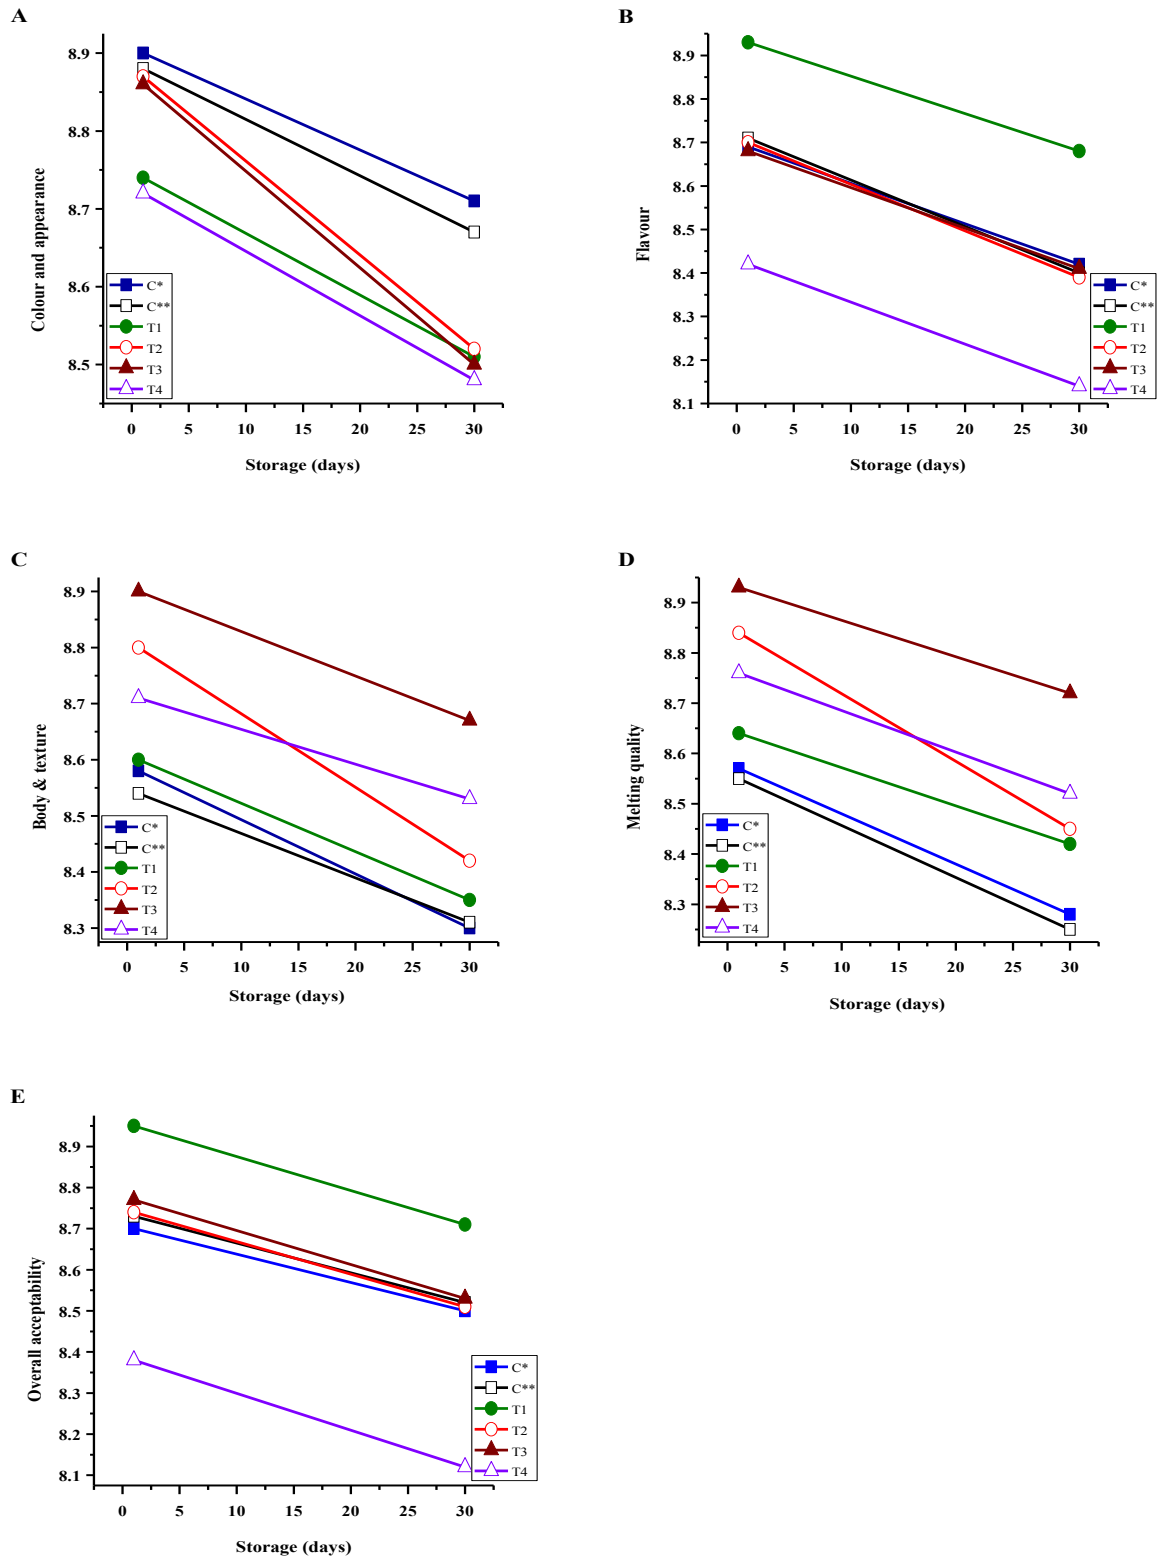 A
8.9
8.8
8.7
8.6
8.5
Colour and appearance
C*
C**
T1
T2
T3
T4
0 5 10 15 20 25 30
Storage (days)
B
8.9
8.8
8.7
8.6
8.5
8.4
8.3
8.2
8.1
Flavour
C*
C**
T1
T2
T3
T4
0 5 10 15 20 25 30
Storage (days)
C
8.9
8.8
8.7
8.6
8.5
8.4
8.3
Body & texture
C*
C**
T1
T2
T3
T4
0 5 10 15 20 25 30
Storage (days)
D
8.9
8.8
8.7
8.6
8.5
8.4
8.3
Melting quality
C*
C**
T1
T2
T3
T4
0 5 10 15 20 25 30
Storage (days)
E
8.9
8.8
8.7
8.6
8.5
8.4
8.3
8.2
8.1
Overall acceptability
C*
C**
T1
T2
T3
T4
0 5 10 15 20 25 30
Storage (days)